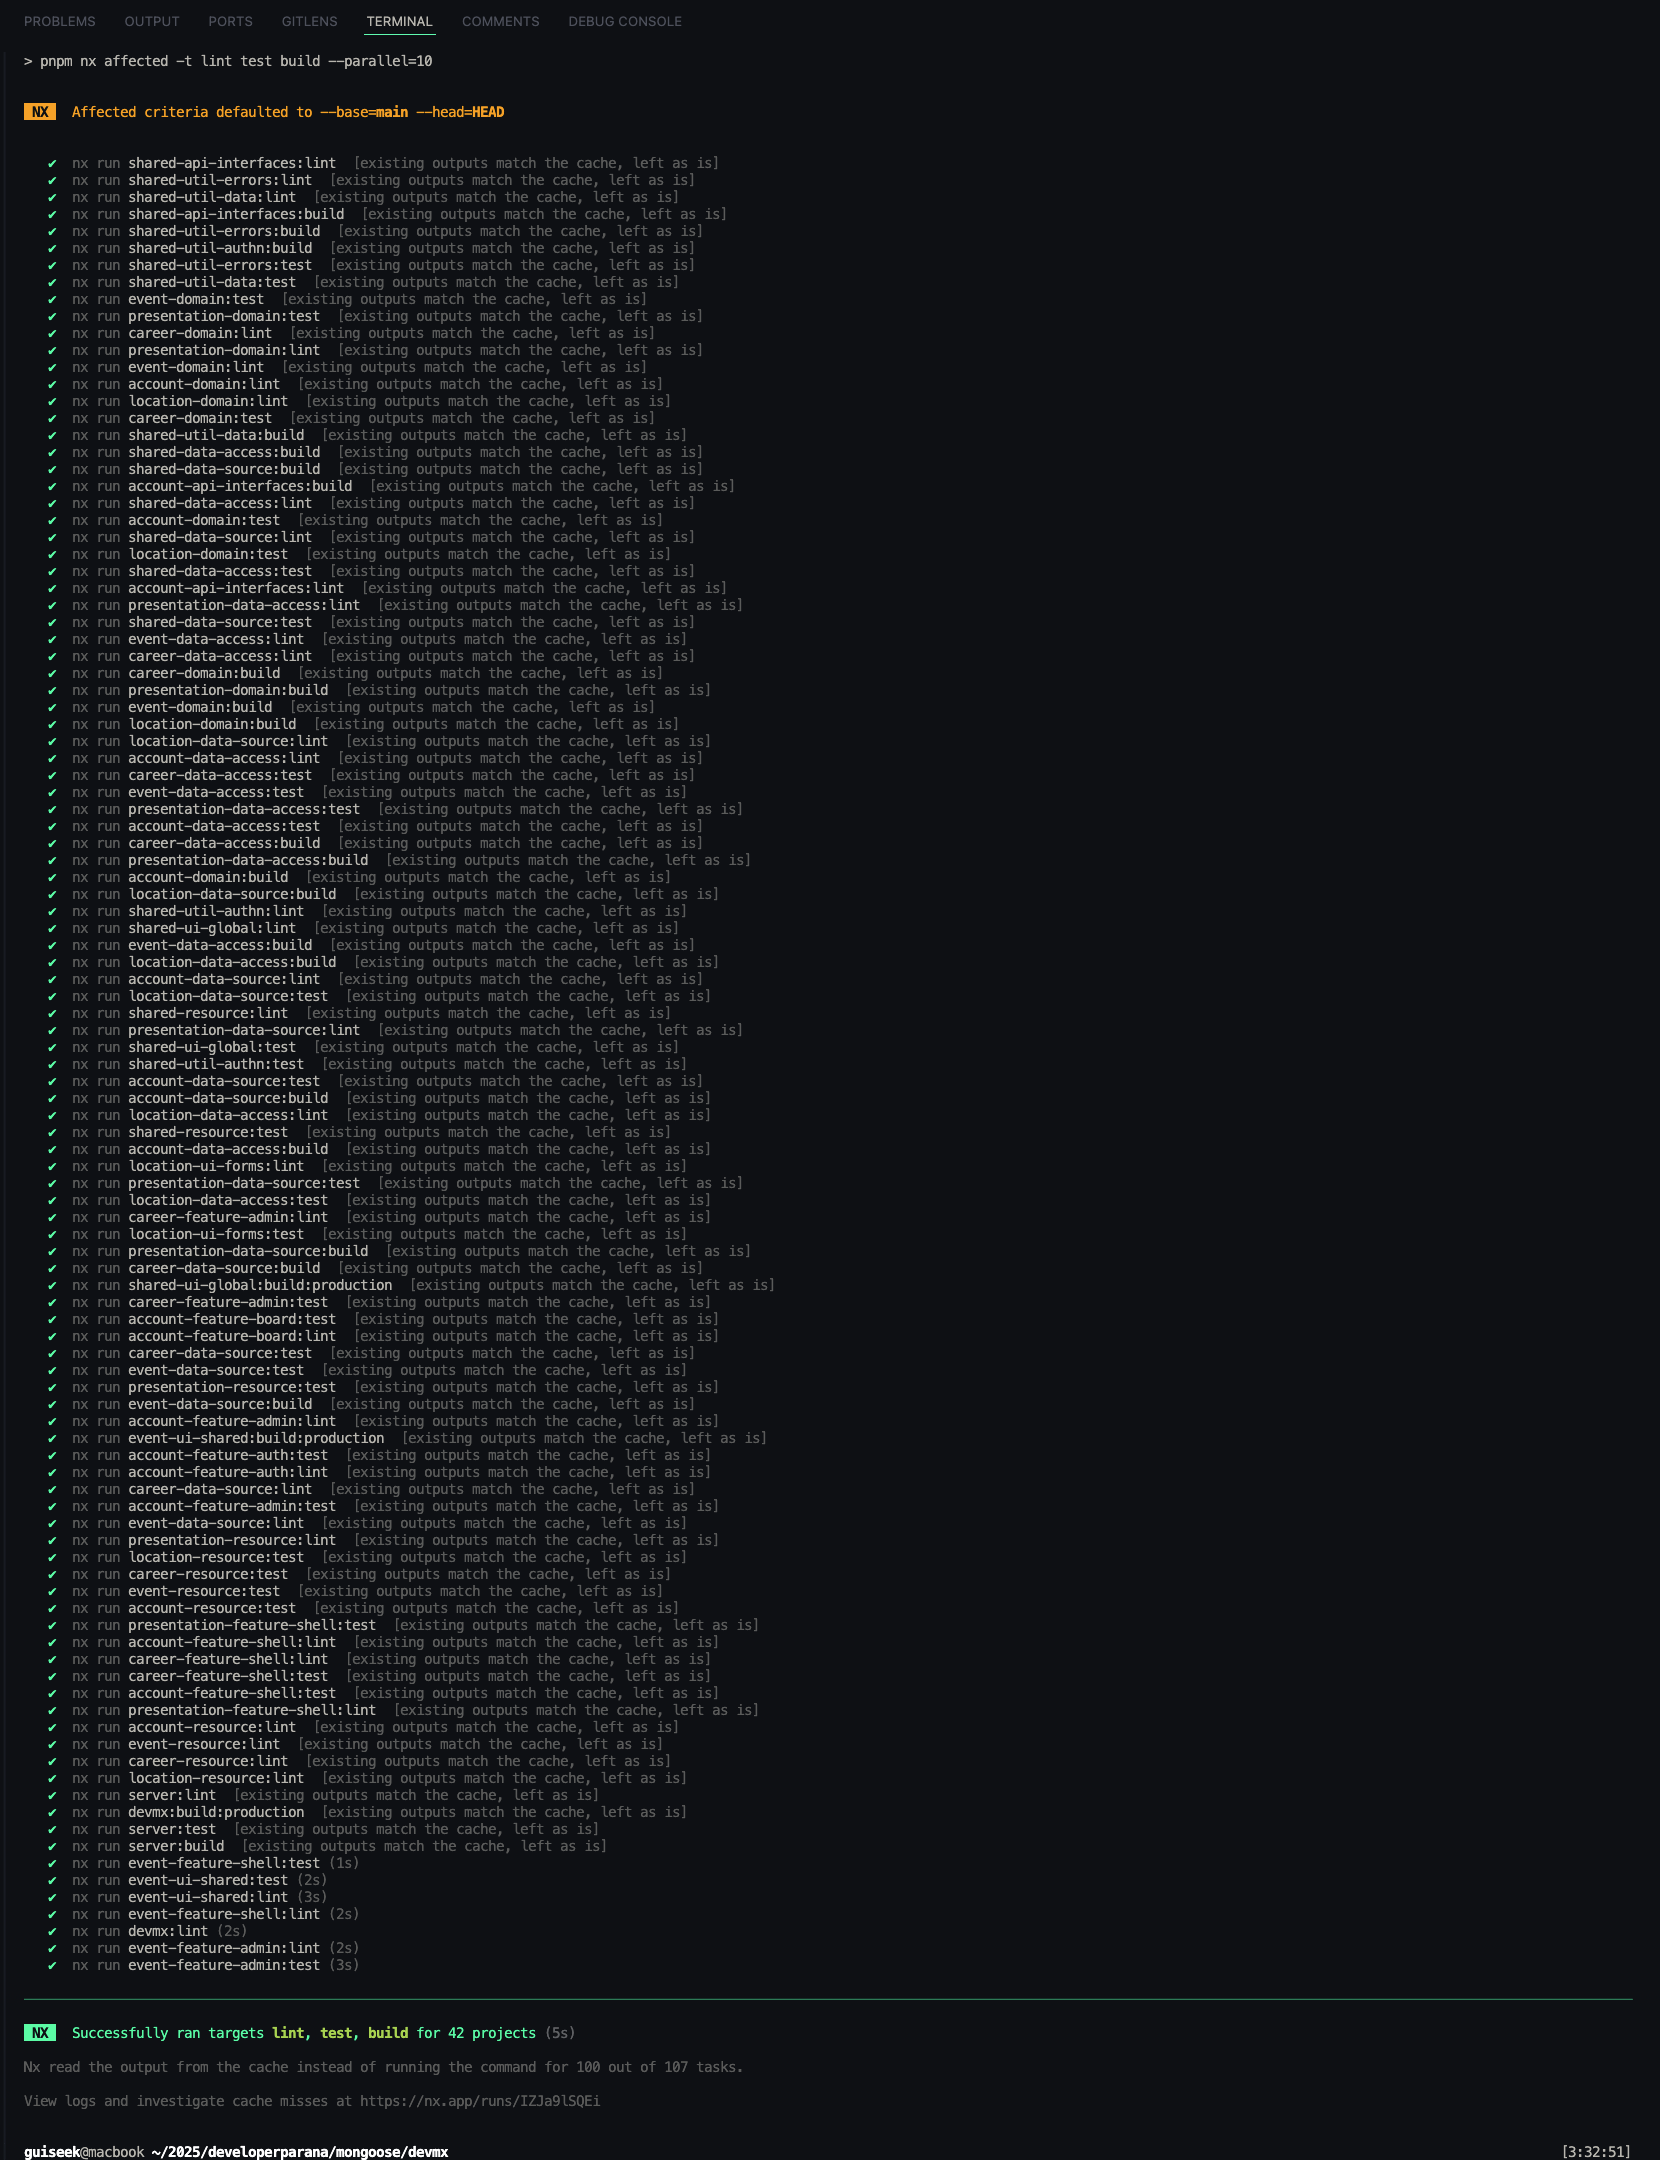 PROBLEMS OUTPUT PORTS GITLENS TERMINAL COMMENTS DEBUG CONSOLE
> pnpm nx affected -t lint test build --parallel=10
NX Affected criteria defaulted to --base=main --head=HEAD
✔ nx run shared-api-interfaces:lint [existing outputs match the cache, left as is]
✔ nx run shared-util-errors:lint [existing outputs match the cache, left as is]
✔ nx run shared-util-data:lint [existing outputs match the cache, left as is]
✔ nx run shared-api-interfaces:build [existing outputs match the cache, left as is]
✔ nx run shared-util-errors:build [existing outputs match the cache, left as is]
✔ nx run shared-util-authn:build [existing outputs match the cache, left as is]
✔ nx run shared-util-errors:test [existing outputs match the cache, left as is]
✔ nx run shared-util-data:test [existing outputs match the cache, left as is]
✔ nx run event-domain:test [existing outputs match the cache, left as is]
✔ nx run presentation-domain:test [existing outputs match the cache, left as is]
✔ nx run career-domain:lint [existing outputs match the cache, left as is]
✔ nx run presentation-domain:lint [existing outputs match the cache, left as is]
✔ nx run event-domain:lint [existing outputs match the cache, left as is]
✔ nx run account-domain:lint [existing outputs match the cache, left as is]
✔ nx run location-domain:lint [existing outputs match the cache, left as is]
✔ nx run career-domain:test [existing outputs match the cache, left as is]
✔ nx run shared-util-data:build [existing outputs match the cache, left as is]
✔ nx run shared-data-access:build [existing outputs match the cache, left as is]
✔ nx run shared-data-source:build [existing outputs match the cache, left as is]
✔ nx run account-api-interfaces:build [existing outputs match the cache, left as is]
✔ nx run shared-data-access:lint [existing outputs match the cache, left as is]
✔ nx run account-domain:test [existing outputs match the cache, left as is]
✔ nx run shared-data-source:lint [existing outputs match the cache, left as is]
✔ nx run location-domain:test [existing outputs match the cache, left as is]
✔ nx run shared-data-access:test [existing outputs match the cache, left as is]
✔ nx run account-api-interfaces:lint [existing outputs match the cache, left as is]
✔ nx run presentation-data-access:lint [existing outputs match the cache, left as is]
✔ nx run shared-data-source:test [existing outputs match the cache, left as is]
✔ nx run event-data-access:lint [existing outputs match the cache, left as is]
✔ nx run career-data-access:lint [existing outputs match the cache, left as is]
✔ nx run career-domain:build [existing outputs match the cache, left as is]
✔ nx run presentation-domain:build [existing outputs match the cache, left as is]
✔ nx run event-domain:build [existing outputs match the cache, left as is]
✔ nx run location-domain:build [existing outputs match the cache, left as is]
✔ nx run location-data-source:lint [existing outputs match the cache, left as is]
✔ nx run account-data-access:lint [existing outputs match the cache, left as is]
✔ nx run career-data-access:test [existing outputs match the cache, left as is]
✔ nx run event-data-access:test [existing outputs match the cache, left as is]
✔ nx run presentation-data-access:test [existing outputs match the cache, left as is]
✔ nx run account-data-access:test [existing outputs match the cache, left as is]
✔ nx run career-data-access:build [existing outputs match the cache, left as is]
✔ nx run presentation-data-access:build [existing outputs match the cache, left as is]
✔ nx run account-domain:build [existing outputs match the cache, left as is]
✔ nx run location-data-source:build [existing outputs match the cache, left as is]
✔ nx run shared-util-authn:lint [existing outputs match the cache, left as is]
✔ nx run shared-ui-global:lint [existing outputs match the cache, left as is]
✔ nx run event-data-access:build [existing outputs match the cache, left as is]
✔ nx run location-data-access:build [existing outputs match the cache, left as is]
✔ nx run account-data-source:lint [existing outputs match the cache, left as is]
✔ nx run location-data-source:test [existing outputs match the cache, left as is]
✔ nx run shared-resource:lint [existing outputs match the cache, left as is]
✔ nx run presentation-data-source:lint [existing outputs match the cache, left as is]
✔ nx run shared-ui-global:test [existing outputs match the cache, left as is]
✔ nx run shared-util-authn:test [existing outputs match the cache, left as is]
✔ nx run account-data-source:test [existing outputs match the cache, left as is]
✔ nx run account-data-source:build [existing outputs match the cache, left as is]
✔ nx run location-data-access:lint [existing outputs match the cache, left as is]
✔ nx run shared-resource:test [existing outputs match the cache, left as is]
✔ nx run account-data-access:build [existing outputs match the cache, left as is]
✔ nx run location-ui-forms:lint [existing outputs match the cache, left as is]
✔ nx run presentation-data-source:test [existing outputs match the cache, left as is]
✔ nx run location-data-access:test [existing outputs match the cache, left as is]
✔ nx run career-feature-admin:lint [existing outputs match the cache, left as is]
✔ nx run location-ui-forms:test [existing outputs match the cache, left as is]
✔ nx run presentation-data-source:build [existing outputs match the cache, left as is]
✔ nx run career-data-source:build [existing outputs match the cache, left as is]
✔ nx run shared-ui-global:build:production [existing outputs match the cache, left as is]
✔ nx run career-feature-admin:test [existing outputs match the cache, left as is]
✔ nx run account-feature-board:test [existing outputs match the cache, left as is]
✔ nx run account-feature-board:lint [existing outputs match the cache, left as is]
✔ nx run career-data-source:test [existing outputs match the cache, left as is]
✔ nx run event-data-source:test [existing outputs match the cache, left as is]
✔ nx run presentation-resource:test [existing outputs match the cache, left as is]
✔ nx run event-data-source:build [existing outputs match the cache, left as is]
✔ nx run account-feature-admin:lint [existing outputs match the cache, left as is]
✔ nx run event-ui-shared:build:production [existing outputs match the cache, left as is]
✔ nx run account-feature-auth:test [existing outputs match the cache, left as is]
✔ nx run account-feature-auth:lint [existing outputs match the cache, left as is]
✔ nx run career-data-source:lint [existing outputs match the cache, left as is]
✔ nx run account-feature-admin:test [existing outputs match the cache, left as is]
✔ nx run event-data-source:lint [existing outputs match the cache, left as is]
✔ nx run presentation-resource:lint [existing outputs match the cache, left as is]
✔ nx run location-resource:test [existing outputs match the cache, left as is]
✔ nx run career-resource:test [existing outputs match the cache, left as is]
✔ nx run event-resource:test [existing outputs match the cache, left as is]
✔ nx run account-resource:test [existing outputs match the cache, left as is]
✔ nx run presentation-feature-shell:test [existing outputs match the cache, left as is]
✔ nx run account-feature-shell:lint [existing outputs match the cache, left as is]
✔ nx run career-feature-shell:lint [existing outputs match the cache, left as is]
✔ nx run career-feature-shell:test [existing outputs match the cache, left as is]
✔ nx run account-feature-shell:test [existing outputs match the cache, left as is]
✔ nx run presentation-feature-shell:lint [existing outputs match the cache, left as is]
✔ nx run account-resource:lint [existing outputs match the cache, left as is]
✔ nx run event-resource:lint [existing outputs match the cache, left as is]
✔ nx run career-resource:lint [existing outputs match the cache, left as is]
✔ nx run location-resource:lint [existing outputs match the cache, left as is]
✔ nx run server:lint [existing outputs match the cache, left as is]
✔ nx run devmx:build:production [existing outputs match the cache, left as is]
✔ nx run server:test [existing outputs match the cache, left as is]
✔ nx run server:build [existing outputs match the cache, left as is]
✔ nx run event-feature-shell:test (1s)
✔ nx run event-ui-shared:test (2s)
✔ nx run event-ui-shared:lint (3s)
✔ nx run event-feature-shell:lint (2s)
✔ nx run devmx:lint (2s)
✔ nx run event-feature-admin:lint (2s)
✔ nx run event-feature-admin:test (3s)
NX Successfully ran targets lint, test, build for 42 projects (5s)
Nx read the output from the cache instead of running the command for 100 out of 107 tasks.
View logs and investigate cache misses at https://nx.app/runs/IZJa9lSQEi
guiseek@macbook ~/2025/developerparana/mongoose/devmx [3:32:51]